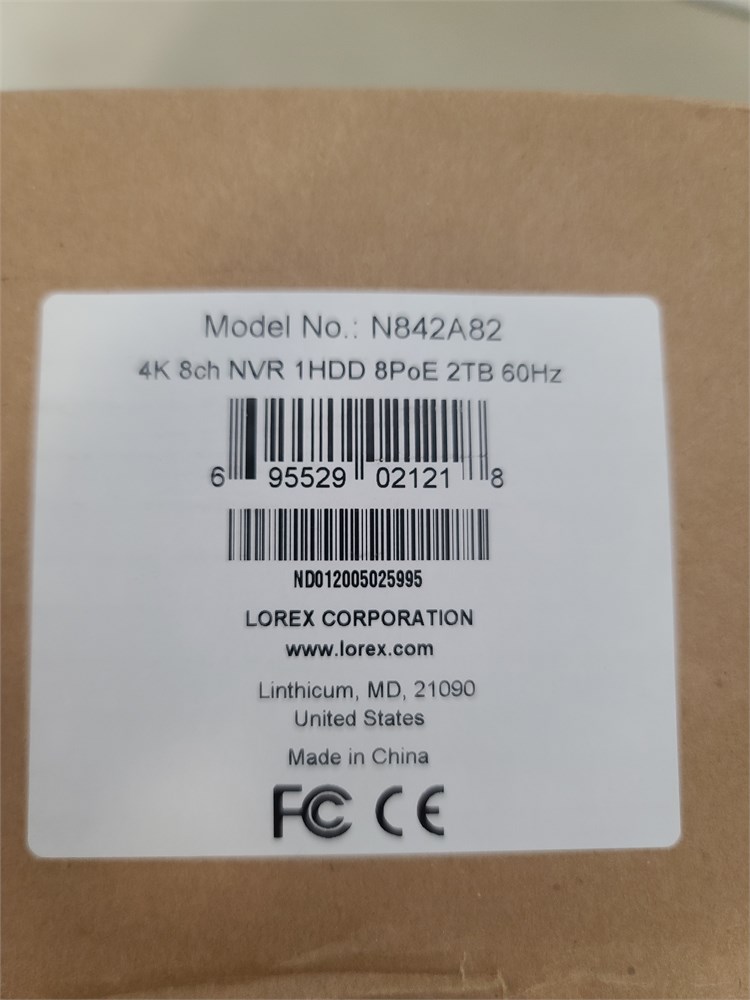 Model No.: N842A82
4K 8ch NVR 1HDD 8PoE 2TB 60Hz
6 95529 02121 8
ND012005025995
LOREX CORPORATION
www.lorex.com
Linthicum, MD, 21090
United States
Made in China
FC CE